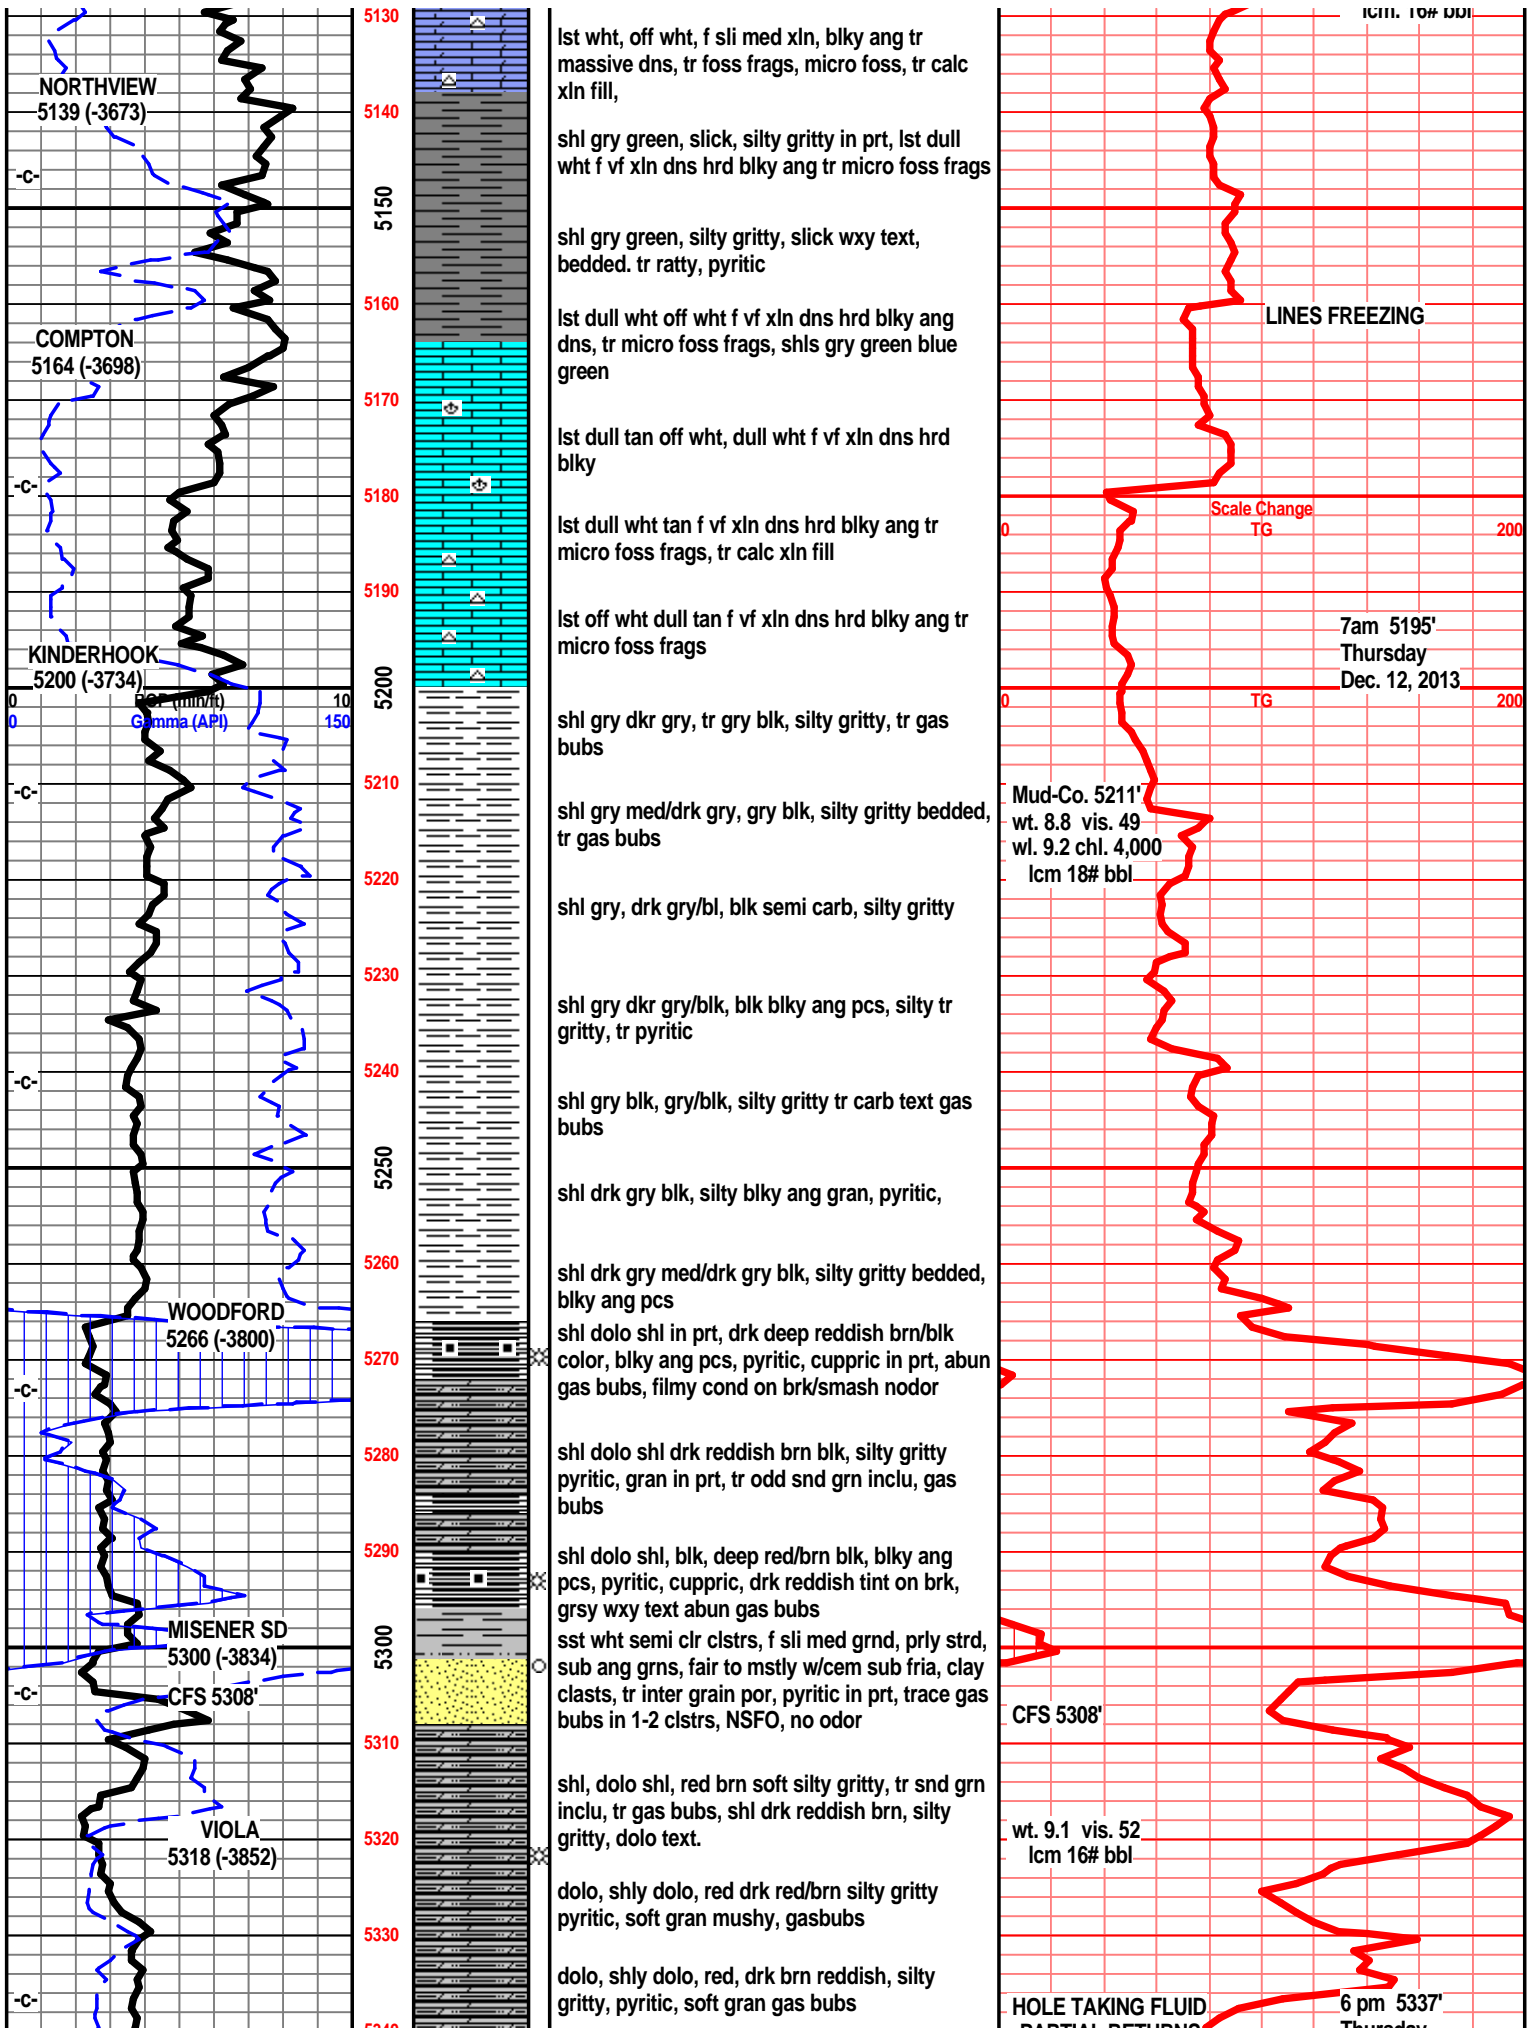 5130
lcm. 16# bbl
lst wht, off wht, f sli med xln, blky ang tr
massive dns, tr foss frags, micro foss, tr calc
xln fill,
NORTHVIEW
5139 (-3673)
5140
shl gry green, slick, silty gritty in prt, lst dull
wht f vf xln dns hrd blky ang tr micro foss frags
-c-
5150
shl gry green, silty gritty, slick wxy text,
bedded. tr ratty, pyritic
5160
LINES FREEZING
COMPTON
5164 (-3698)
lst dull wht off wht f vf xln dns hrd blky ang
dns, tr micro foss frags, shls gry green blue
green
5170
lst dull tan off wht, dull wht f vf xln dns hrd
blky
-c-
5180
Scale Change
0 TG 200
lst dull wht tan f vf xln dns hrd blky ang tr
micro foss frags, tr calc xln fill
5190
lst off wht dull tan f vf xln dns hrd blky ang tr
micro foss frags
7am 5195'
Thursday
Dec. 12, 2013
KINDERHOOK
5200 (-3734)
5200
0 ROP (min/ft) 10
0 Gamma (API) 150
0 TG 200
shl gry dkr gry, tr gry blk, silty gritty, tr gas
bubs
-c-
5210
Mud-Co. 5211'
wt. 8.8 vis. 49
wl. 9.2 chl. 4,000
lcm 18# bbl
shl gry med/drk gry, gry blk, silty gritty bedded,
tr gas bubs
5220
shl gry, drk gry/bl, blk semi carb, silty gritty
5230
shl gry dkr gry/blk, blk blky ang pcs, silty tr
gritty, tr pyritic
-c-
5240
shl gry blk, gry/blk, silty gritty tr carb text gas
bubs
5250
shl drk gry blk, silty blky ang gran, pyritic,
5260
shl drk gry med/drk gry blk, silty gritty bedded,
blky ang pcs
WOODFORD
5266 (-3800)
shl dolo shl in prt, drk deep reddish brn/blk
color, blky ang pcs, pyritic, cuppric in prt, abun
gas bubs, filmy cond on brk/smash nodor
5270
-c-
5280
shl dolo shl drk reddish brn blk, silty gritty
pyritic, gran in prt, tr odd snd grn inclu, gas
bubs
5290
shl dolo shl, blk, deep red/brn blk, blky ang
pcs, pyritic, cuppric, drk reddish tint on brk,
grsy wxy text abun gas bubs
MISENER SD
5300 (-3834)
5300
sst wht semi clr clstrs, f sli med grnd, prly strd,
sub ang grns, fair to mstly w/cem sub fria, clay
clasts, tr inter grain por, pyritic in prt, trace gas
bubs in 1-2 clstrs, NSFO, no odor
-c-
CFS 5308'
CFS 5308'
5310
shl, dolo shl, red brn soft silty gritty, tr snd grn
inclu, tr gas bubs, shl drk reddish brn, silty
gritty, dolo text.
VIOLA
5318 (-3852)
5320
wt. 9.1 vis. 52
lcm 16# bbl
dolo, shly dolo, red drk red/brn silty gritty
pyritic, soft gran mushy, gasbubs
5330
dolo, shly dolo, red, drk brn reddish, silty
gritty, pyritic, soft gran gas bubs
-c-
HOLE TAKING FLUID
PARTIAL RETURNS
6 pm 5337'
Thursday
5340